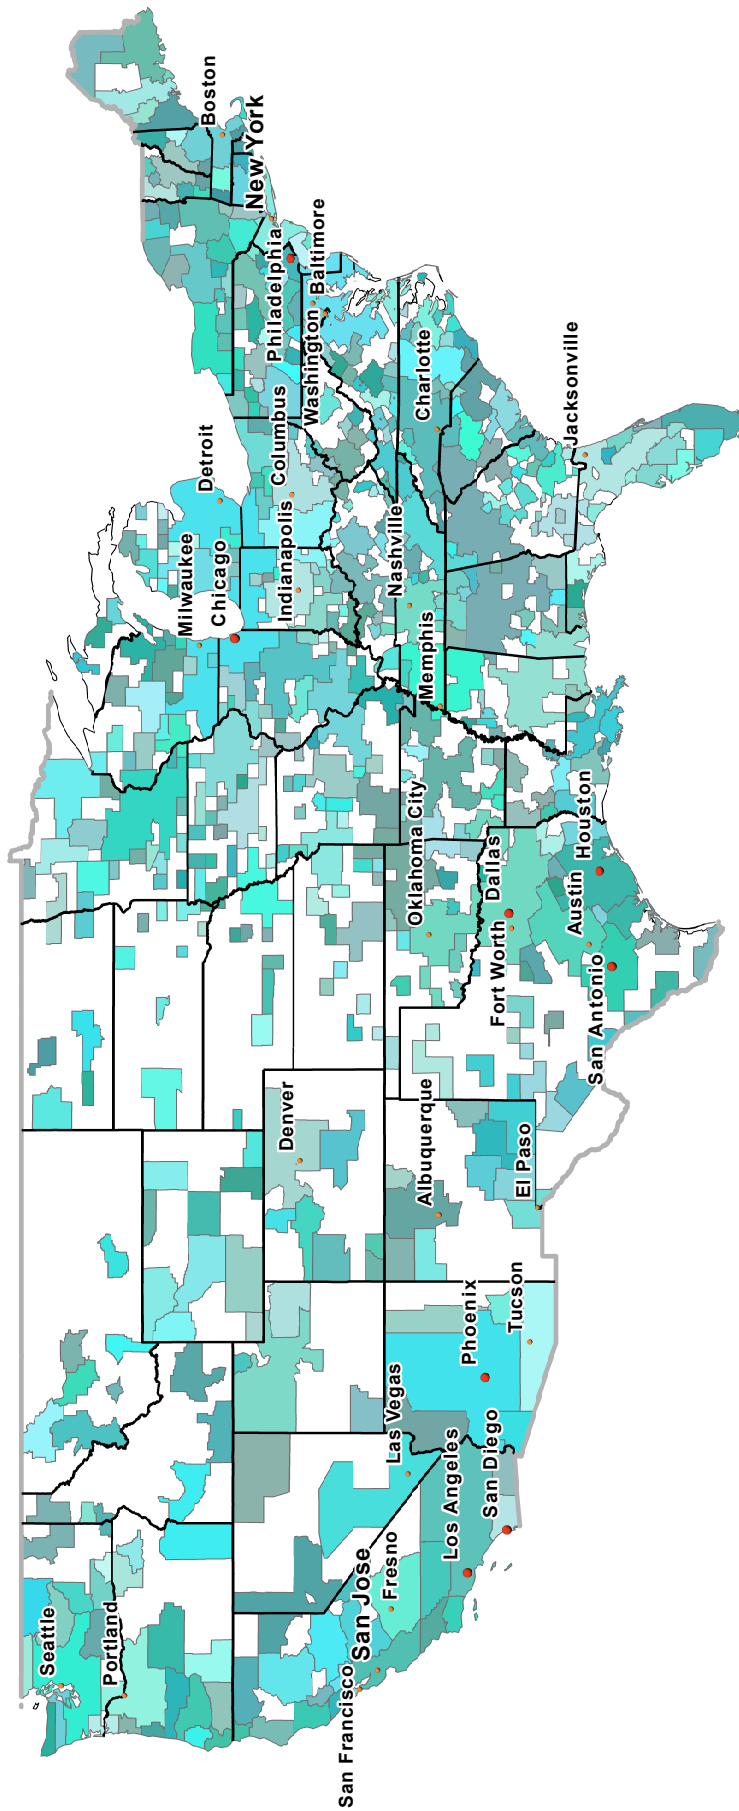 Seattle
Portland
San Francisco
San Jose
Fresno
Los Angeles
San Diego
Las Vegas
Phoenix
Tucson
Denver
Albuquerque
El Paso
Oklahoma City
Fort Worth
Dallas
Austin
San Antonio
Houston
Milwaukee
Chicago
Detroit
Indianapolis
Columbus
Nashville
Memphis
Charlotte
Jacksonville
Washington
Baltimore
Philadelphia
New York
Boston